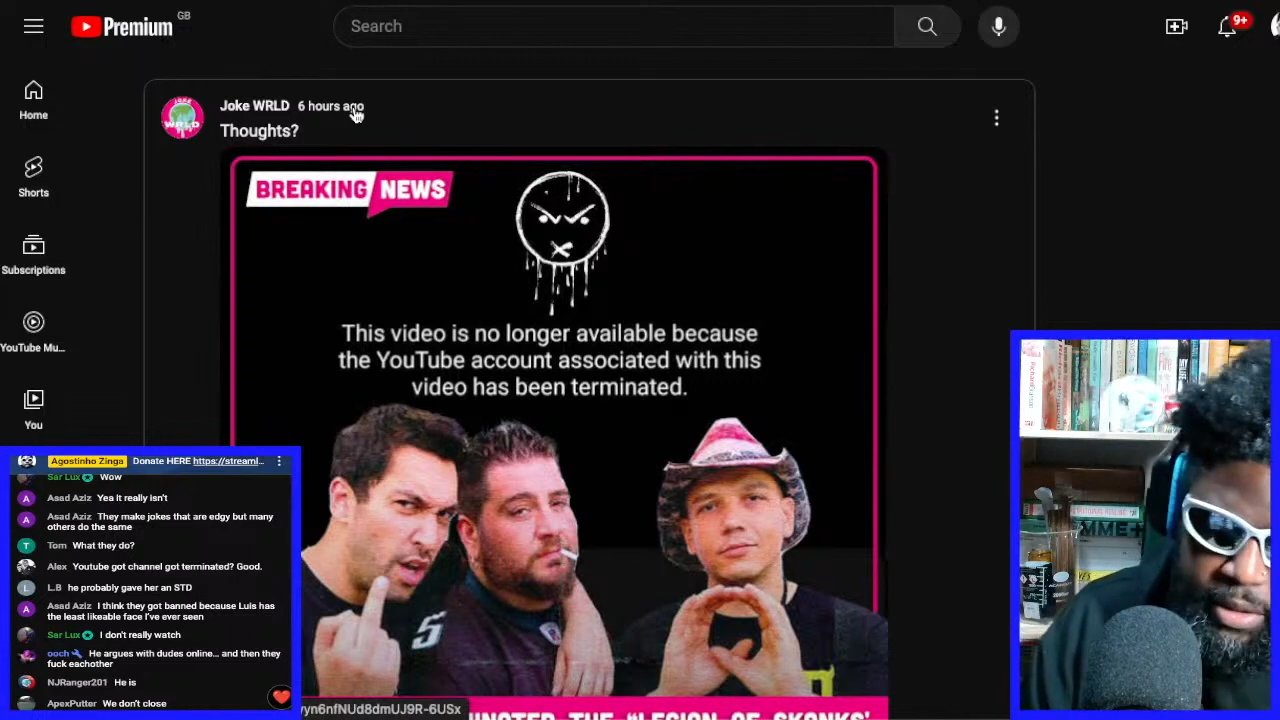 Premium
GB
Search
9+
Home
Shorts
Subscriptions
YouTube Mu...
You
Joke WRLD 6 hours ago
Thoughts?
BREAKING NEWS
This video is no longer available because
the YouTube account associated with this
video has been terminated.
THE "LEGION OF SKANKS'
yn6nfNUd8dmUJ9R-6USx
Agostinho Zinga Donate HERE https://streaml...
Sar Lux Wow
Asad Aziz Yea it really isn't
Asad Aziz They make jokes that are edgy but many
others do the same
Tom What they do?
Alex Youtube got channel got terminated? Good.
L.B he probably gave her an STD
Asad Aziz I think they got banned because Luis has
the least likeable face I've ever seen
Sar Lux I don't really watch
ooch He argues with dudes online... and then they
fuck eachother
NJRanger201 He is
ApexPutter We don't close